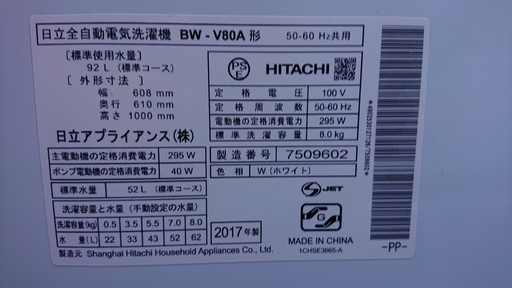 日立全自動電気洗濯機 BW-V80A形 50-60 Hz共用
〔標準使用水量〕
92 L（標準コース）
〔外形寸法〕
幅: 608 mm
奥行 610 mm
高さ 1000 mm
日立アプライアンス(株)
PSE HITACHI
定格電圧 100 V
定格周波数 50-60 Hz
電動機の定格消費電力 295 W
標準洗濯容量 8.0 kg
主電動機の定格消費電力 295 W
ポンプ電動機の定格消費電力 40 W
製造番号 7509602
色相 W（ホワイト）
標準水量 52 L（標準コース）
洗濯容量と水量（手動設定の水量）
洗濯容量(kg) 0.5 3.5 5.5 7.0 8.0
水量(L) 22 33 43 52 62
2017年製
S-JET
G
MADE IN CHINA
1CHSE3665-A
製造元 Shanghai Hitachi Household Appliances Co., Ltd.
-PP-